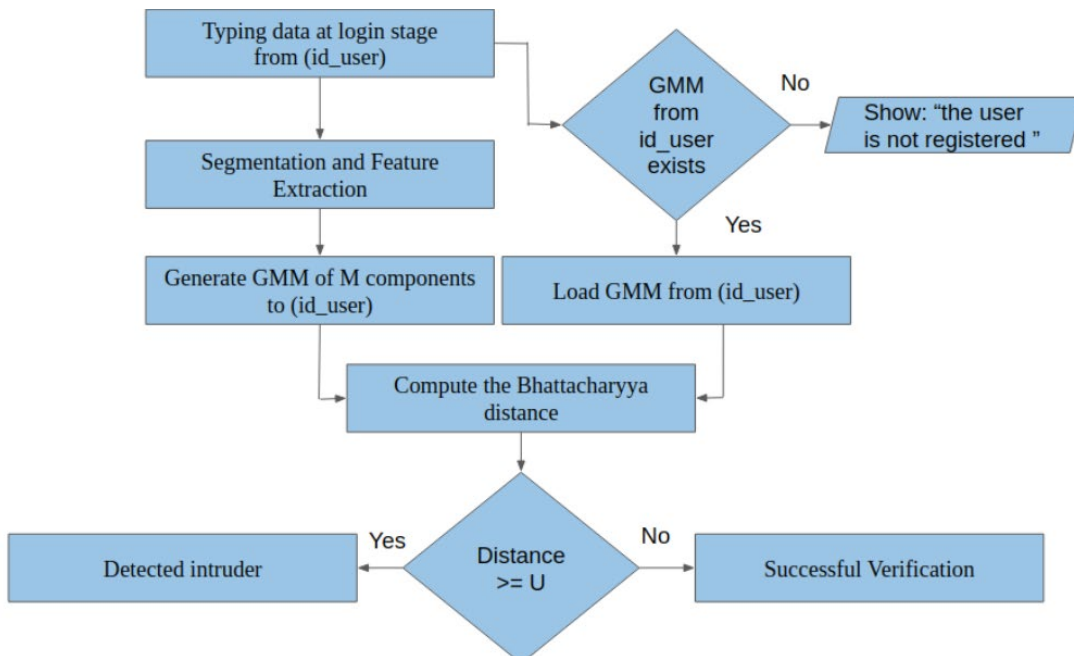 Typing data at login stage
from (id_user)
GMM
from
id_user
exists
No
Show: “the user
is not registered ”
Segmentation and Feature
Extraction
Yes
Generate GMM of M components
to (id_user)
Load GMM from (id_user)
Compute the Bhattacharyya
distance
Yes
Distance
>= U
No
Detected intruder
Successful Verification